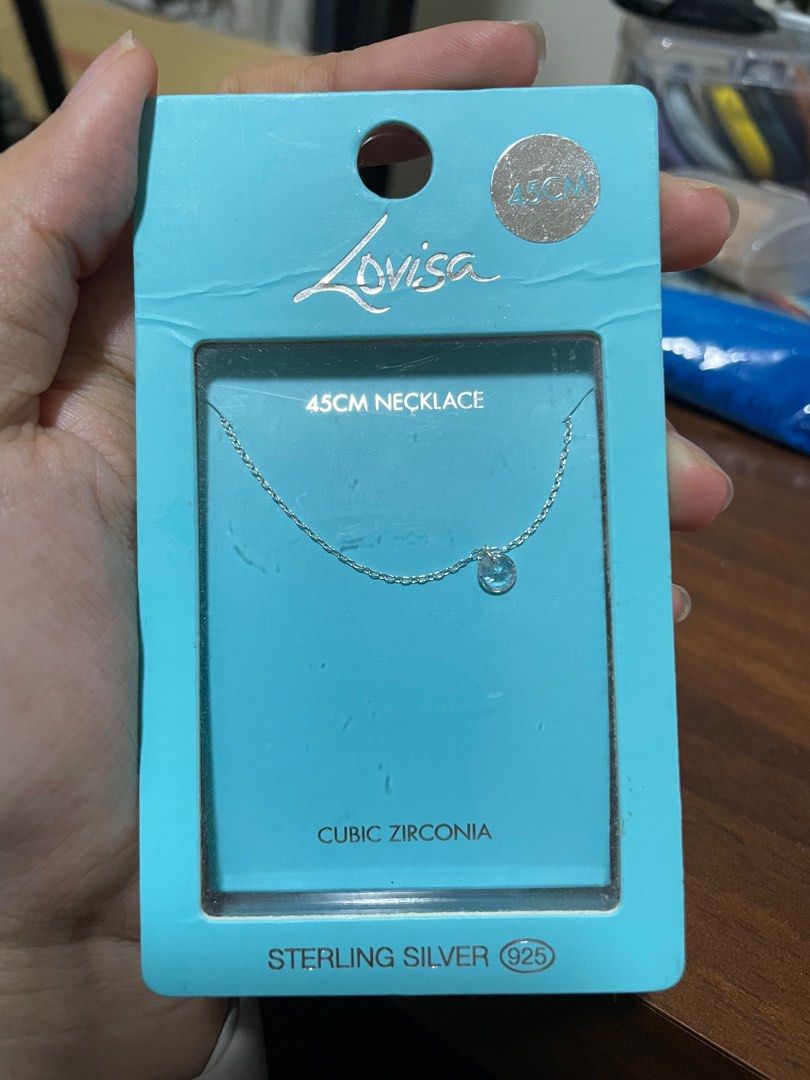 45CM
Lovisa
45CM NECKLACE
CUBIC ZIRCONIA
STERLING SILVER 925